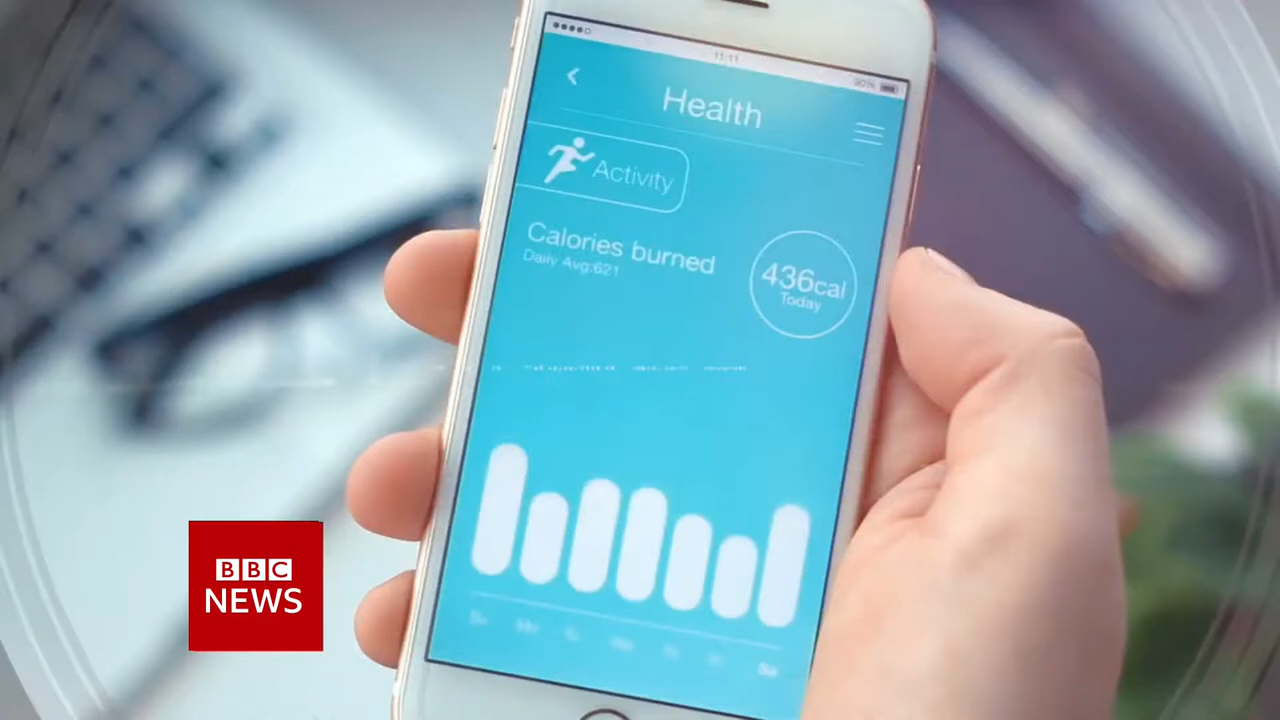 11:11
90%
Health
Activity
Calories burned
Daily Avg:621
436cal
Today
BBC
NEWS